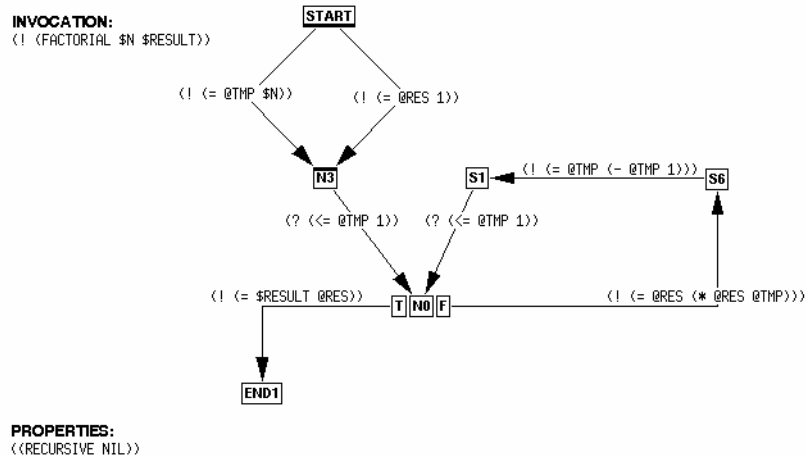 INVOCATION:
(! (FACTORIAL $N $RESULT))
START
(! (= @TMP $N))
(! (= @RES 1))
N3
S1
(! (= @TMP (- @TMP 1)))
S6
(? (<= @TMP 1))
(? (<= @TMP 1))
(! (= $RESULT @RES))
T N0 F
(! (= @RES (* @RES @TMP)))
END1
PROPERTIES:
((RECURSIVE NIL))